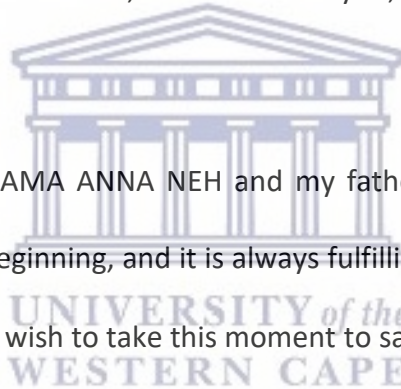 AMA ANNA NEH and my fath
eginning, and it is always fulfilli
UNIVERSITY of the
wish to take this moment to sa
WESTERN CAPE